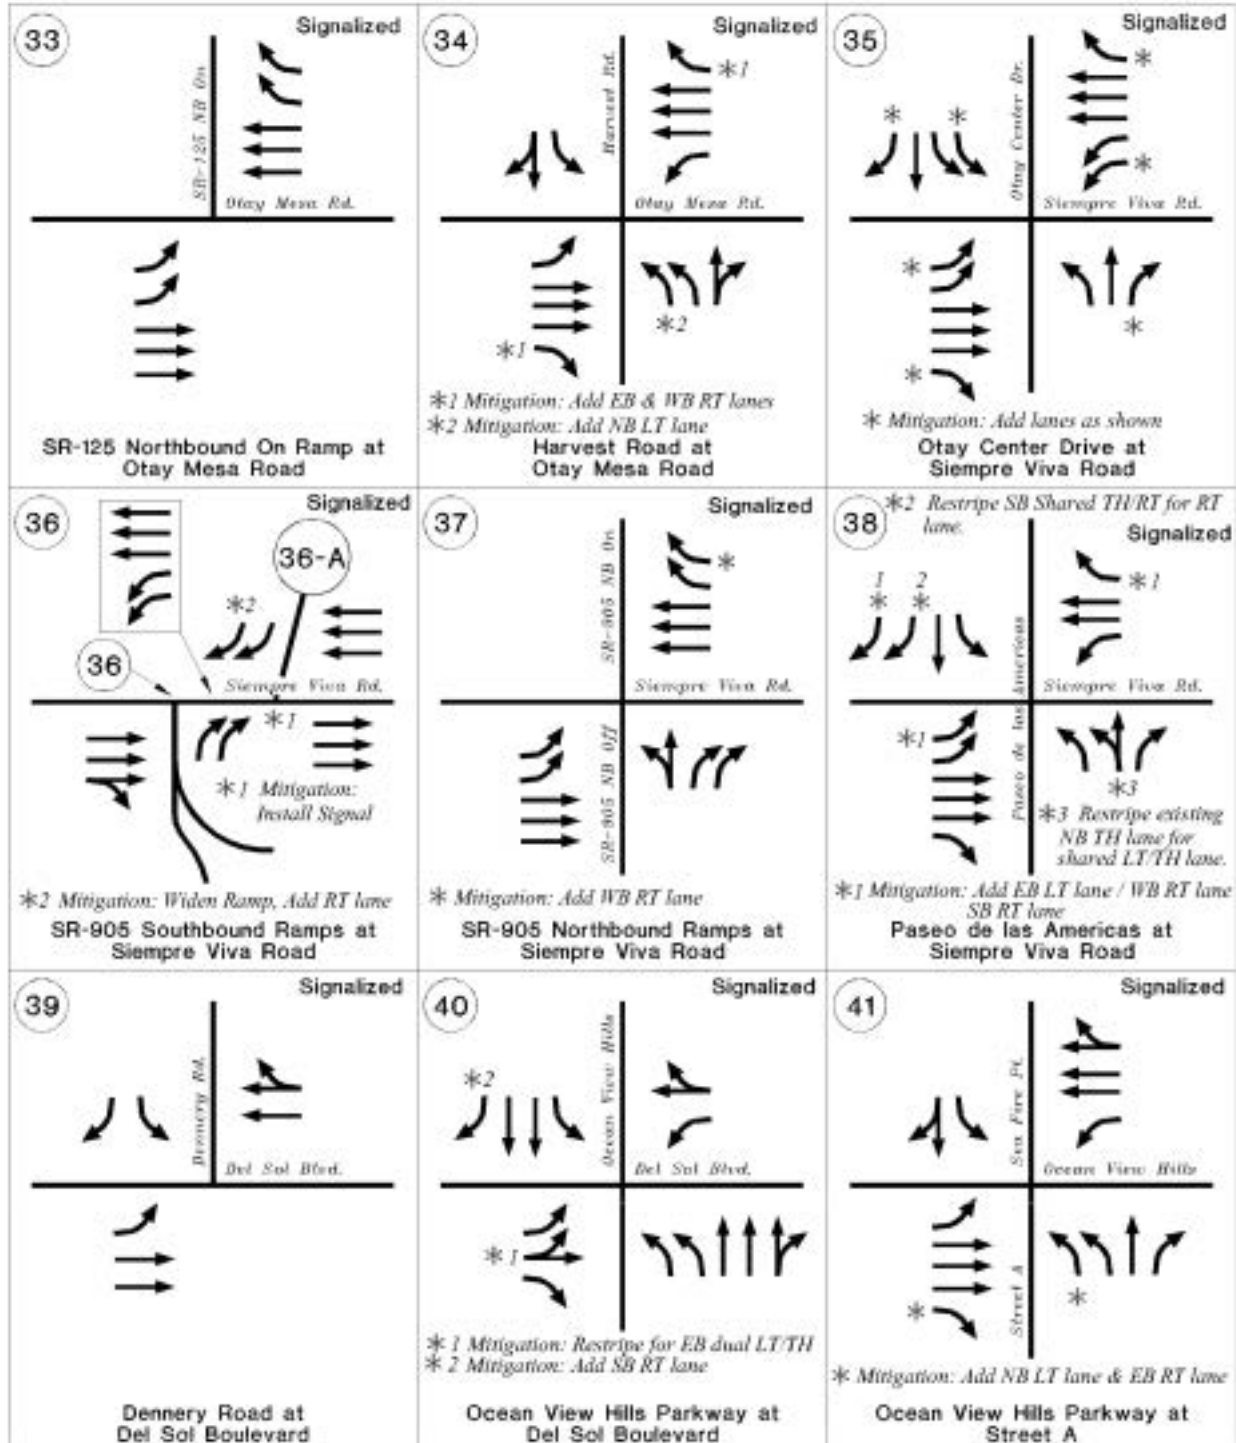 33
Signalized
SR-125 NB On
Otay Mesa Rd.
SR-125 Northbound On Ramp at
Otay Mesa Road
34
Signalized
Harvest Rd.
*1
Otay Mesa Rd.
*2
*1
*1 Mitigation: Add EB & WB RT lanes
*2 Mitigation: Add NB LT lane
Harvest Road at
Otay Mesa Road
35
Signalized
Otay Center Dr.
*
*
*
*
Siempre Viva Rd.
*
*
*
* Mitigation: Add lanes as shown
Otay Center Drive at
Siempre Viva Road
36
Signalized
36-A
*2
36
Siempre Viva Rd.
*1
*1 Mitigation:
Install Signal
*2 Mitigation: Widen Ramp, Add RT lane
SR-905 Southbound Ramps at
Siempre Viva Road
37
Signalized
SR-905 NB On
*
Siempre Viva Rd.
SR-905 NB Off
* Mitigation: Add WB RT lane
SR-905 Northbound Ramps at
Siempre Viva Road
38
*2 Restripe SB Shared TH/RT for RT
lane.
Signalized
1 2
* *
*1
Paseo de las Americas
Siempre Viva Rd.
*1
*3
*3 Restripe existing
NB TH lane for
shared LT/TH lane.
*1 Mitigation: Add EB LT lane / WB RT lane
SB RT lane
Paseo de las Americas at
Siempre Viva Road
39
Signalized
Dennery Rd.
Del Sol Blvd.
Dennery Road at
Del Sol Boulevard
40
Signalized
*2
Ocean View Hills
Del Sol Blvd.
*1
*1 Mitigation: Restripe for EB dual LT/TH
*2 Mitigation: Add SB RT lane
Ocean View Hills Parkway at
Del Sol Boulevard
41
Signalized
Sea Fire Pt.
Ocean View Hills
Street A
*
*
* Mitigation: Add NB LT lane & EB RT lane
Ocean View Hills Parkway at
Street A